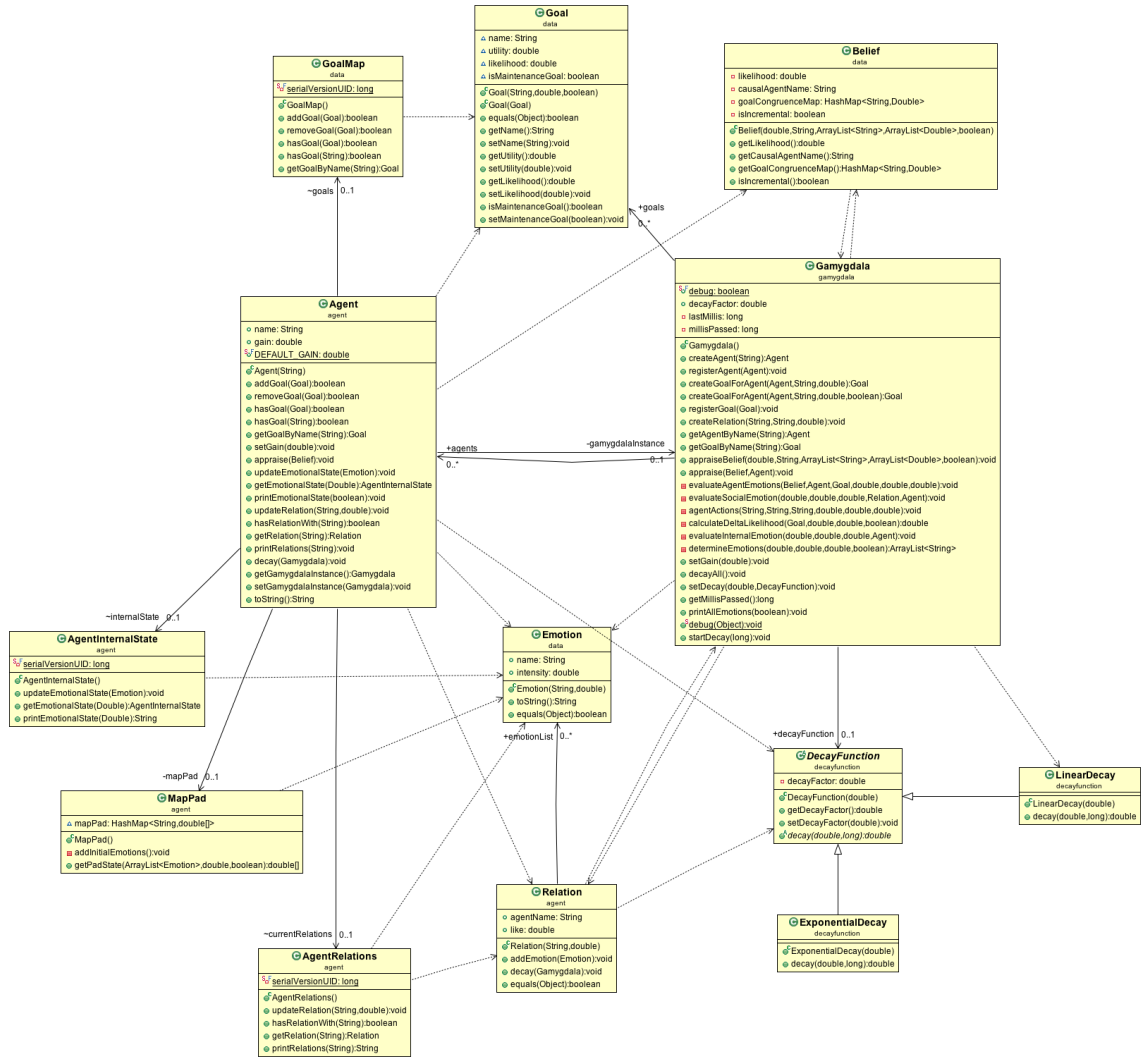 Goal
data
name: String
utility: double
likelihood: double
isMaintenanceGoal: boolean
Goal(String,double,boolean)
Goal(Goal)
equals(Object):boolean
getName():String
setName(String):void
getUtility():double
setUtility(double):void
getLikelihood():double
setLikelihood(double):void
isMaintenanceGoal():boolean
setMaintenanceGoal(boolean):void
GoalMap
data
serialVersionUID: long
GoalMap()
addGoal(Goal):boolean
removeGoal(Goal):boolean
hasGoal(Goal):boolean
hasGoal(String):boolean
getGoalByName(String):Goal
~goals
0..1
Belief
data
likelihood: double
causalAgentName: String
goalCongruenceMap: HashMap<String,Double>
isIncremental: boolean
Belief(double,String,ArrayList<String>,ArrayList<Double>,boolean)
getLikelihood():double
getCausalAgentName():String
getGoalCongruenceMap():HashMap<String,Double>
isIncremental():boolean
+goals
0..*
Gamygdala
gamygdala
debug: boolean
decayFactor: double
lastMillis: long
millisPassed: long
Gamygdala()
createAgent(String):Agent
registerAgent(Agent):void
createGoalForAgent(Agent,String,double):Goal
createGoalForAgent(Agent,String,double,boolean):Goal
registerGoal(Goal):void
createRelation(String,String,double):void
getAgentByName(String):Agent
getGoalByName(String):Goal
appraiseBelief(double,String,ArrayList<String>,ArrayList<Double>,boolean):void
appraise(Belief,Agent):void
evaluateAgentEmotions(Belief,Agent,Goal,double,double,double):void
evaluateSocialEmotion(double,double,double,Relation,Agent):void
agentActions(String,String,String,double,double,double):void
calculateDeltaLikelihood(Goal,double,double,boolean):double
evaluateInternalEmotion(double,double,double,Agent):void
determineEmotions(double,double,double,boolean):ArrayList<String>
setGain(double):void
decayAll():void
setDecay(double,DecayFunction):void
getMillisPassed():long
printAllEmotions(boolean):void
debug(Object):void
startDecay(long):void
Agent
agent
name: String
gain: double
DEFAULT_GAIN: double
Agent(String)
addGoal(Goal):boolean
removeGoal(Goal):boolean
hasGoal(Goal):boolean
hasGoal(String):boolean
getGoalByName(String):Goal
setGain(double):void
appraise(Belief):void
updateEmotionalState(Emotion):void
getEmotionalState(Double):AgentInternalState
printEmotionalState(boolean):void
updateRelation(String,double):void
hasRelationWith(String):boolean
getRelation(String):Relation
printRelations(String):void
decay(Gamygdala):void
getGamygdalaInstance():Gamygdala
setGamygdalaInstance(Gamygdala):void
toString():String
+agents
0..*
-gamygdalaInstance
0..1
~internalState
0..1
AgentInternalState
agent
serialVersionUID: long
AgentInternalState()
updateEmotionalState(Emotion):void
getEmotionalState(Double):AgentInternalState
printEmotionalState(Double):String
Emotion
data
name: String
intensity: double
Emotion(String,double)
toString():String
equals(Object):boolean
+emotionList
0..*
-mapPad
0..1
MapPad
agent
mapPad: HashMap<String,double[]>
MapPad()
addInitialEmotions():void
getPadState(ArrayList<Emotion>,double,boolean):double[]
+decayFunction
0..1
DecayFunction
decayfunction
decayFactor: double
DecayFunction(double)
getDecayFactor():double
setDecayFactor(double):void
decay(double,long):double
LinearDecay
decayfunction
LinearDecay(double)
decay(double,long):double
Relation
agent
agentName: String
like: double
Relation(String,double)
addEmotion(Emotion):void
decay(Gamygdala):void
equals(Object):boolean
ExponentialDecay
decayfunction
ExponentialDecay(double)
decay(double,long):double
~currentRelations
0..1
AgentRelations
agent
serialVersionUID: long
AgentRelations()
updateRelation(String,double):void
hasRelationWith(String):boolean
getRelation(String):Relation
printRelations(String):String